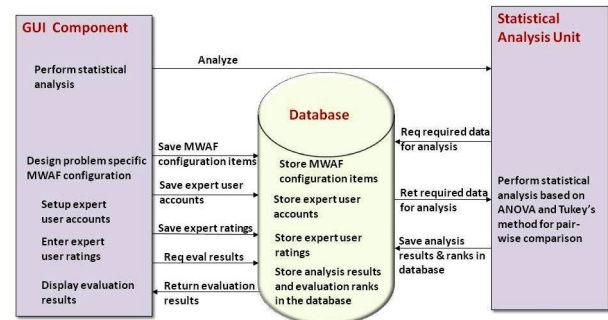 GUI Component
Perform statistical
analysis
Design problem specific
MWAF configuration
Setup expert
user accounts
Enter expert
user ratings
Display evaluation
results
Analyze
Save MWAF
configuration items
Save expert user
accounts
Save expert ratings
Req eval results
Return evaluation
results
Database
Store MWAF
configuration items
Store expert user
accounts
Store expert user
ratings
Store analysis results
and evaluation ranks
in the database
Req required data
for analysis
Ret required data
for analysis
Save analysis
results & ranks in
database
Statistical
Analysis Unit
Perform statistical
analysis based on
ANOVA and Tukey's
method for pair-
wise comparison